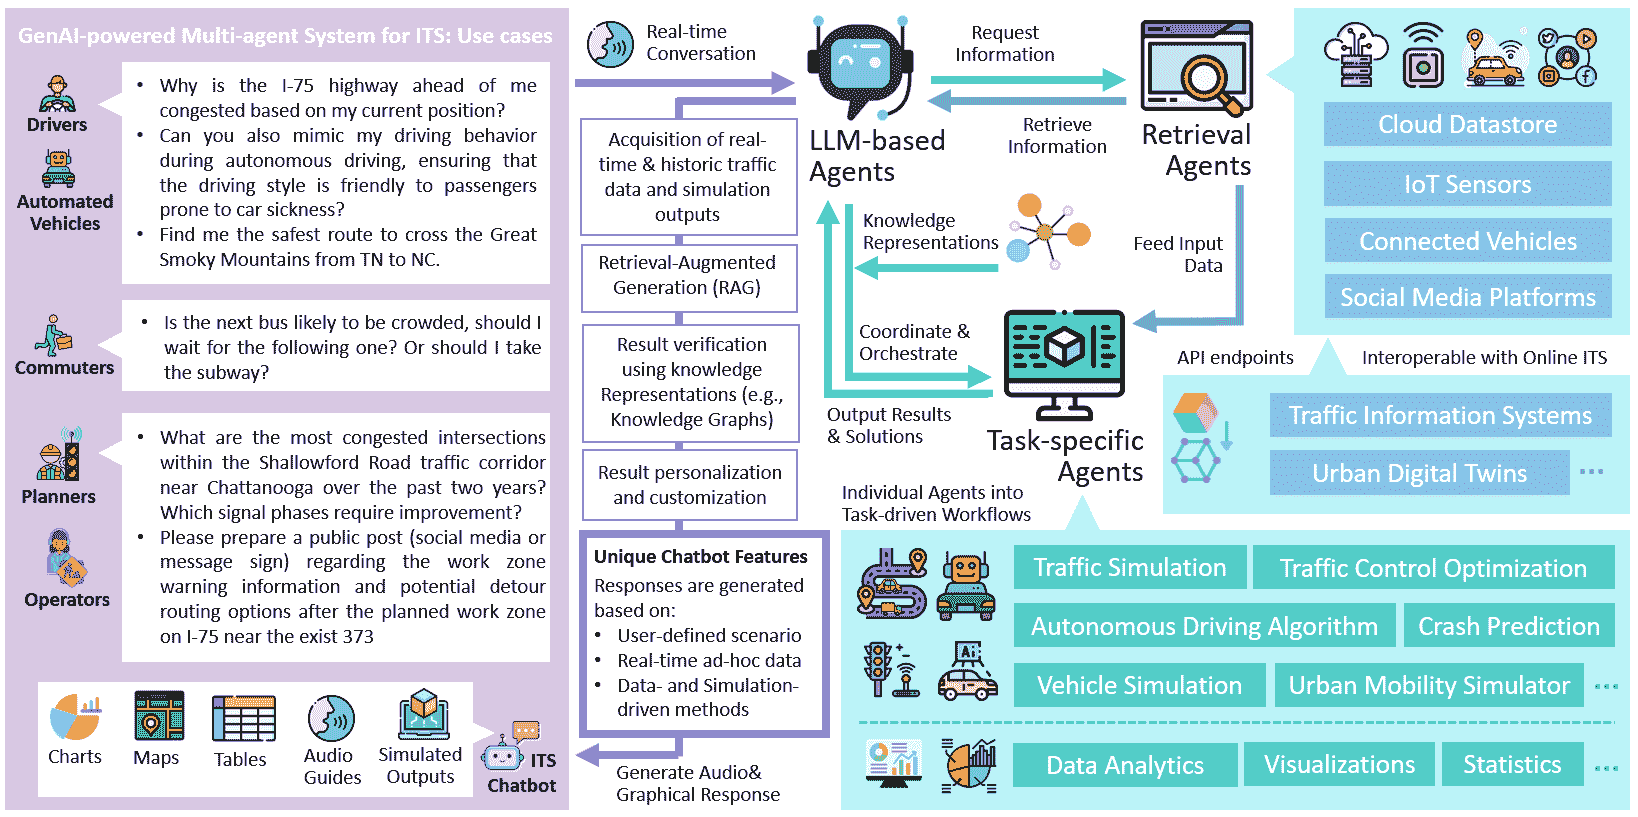 GenAI-powered Multi-agent System for ITS: Use cases
Drivers
Automated
Vehicles
• Why is the I-75 highway ahead of me
congested based on my current position?
• Can you also mimic my driving behavior
during autonomous driving, ensuring that
the driving style is friendly to passengers
prone to car sickness?
• Find me the safest route to cross the Great
Smoky Mountains from TN to NC.
Commuters
• Is the next bus likely to be crowded, should I
wait for the following one? Or should I take
the subway?
Planners
Operators
• What are the most congested intersections
within the Shallowford Road traffic corridor
near Chattanooga over the past two years?
Which signal phases require improvement?
• Please prepare a public post (social media or
message sign) regarding the work zone
warning information and potential detour
routing options after the planned work zone
on I-75 near the exist 373
Charts
Maps
Tables
Audio
Guides
Simulated
Outputs
ITS
Chatbot
Real-time
Conversation
Acquisition of real-
time & historic traffic
data and simulation
outputs
Retrieval-Augmented
Generation (RAG)
Result verification
using knowledge
Representations (e.g.,
Knowledge Graphs)
Result personalization
and customization
Unique Chatbot Features
Responses are generated
based on:
• User-defined scenario
• Real-time ad-hoc data
• Data- and Simulation-
driven methods
Generate Audio&
Graphical Response
LLM-based
Agents
Request
Information
Retrieve
Information
Retrieval
Agents
Knowledge
Representations
Feed Input
Data
Coordinate &
Orchestrate
Output Results
& Solutions
Task-specific
Agents
Individual Agents into
Task-driven Workflows
Cloud Datastore
IoT Sensors
Connected Vehicles
Social Media Platforms
API endpoints
Interoperable with Online ITS
Traffic Information Systems
Urban Digital Twins
...
Traffic Simulation
Traffic Control Optimization
Autonomous Driving Algorithm
Crash Prediction
Ai
Vehicle Simulation
Urban Mobility Simulator
...
Data Analytics
Visualizations
Statistics
...